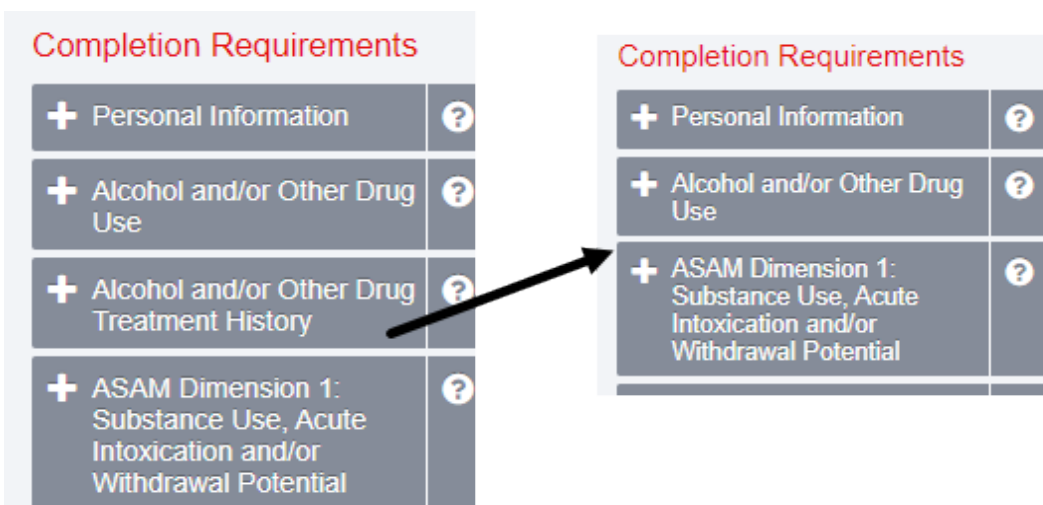 Completion Requirements
Personal Information ?
Alcohol and/or Other Drug ?
Use
Alcohol and/or Other Drug ?
Treatment History
ASAM Dimension 1: ?
Substance Use, Acute
Intoxication and/or
Withdrawal Potential
Completion Requirements
Personal Information ?
Alcohol and/or Other Drug ?
Use
ASAM Dimension 1: ?
Substance Use, Acute
Intoxication and/or
Withdrawal Potential